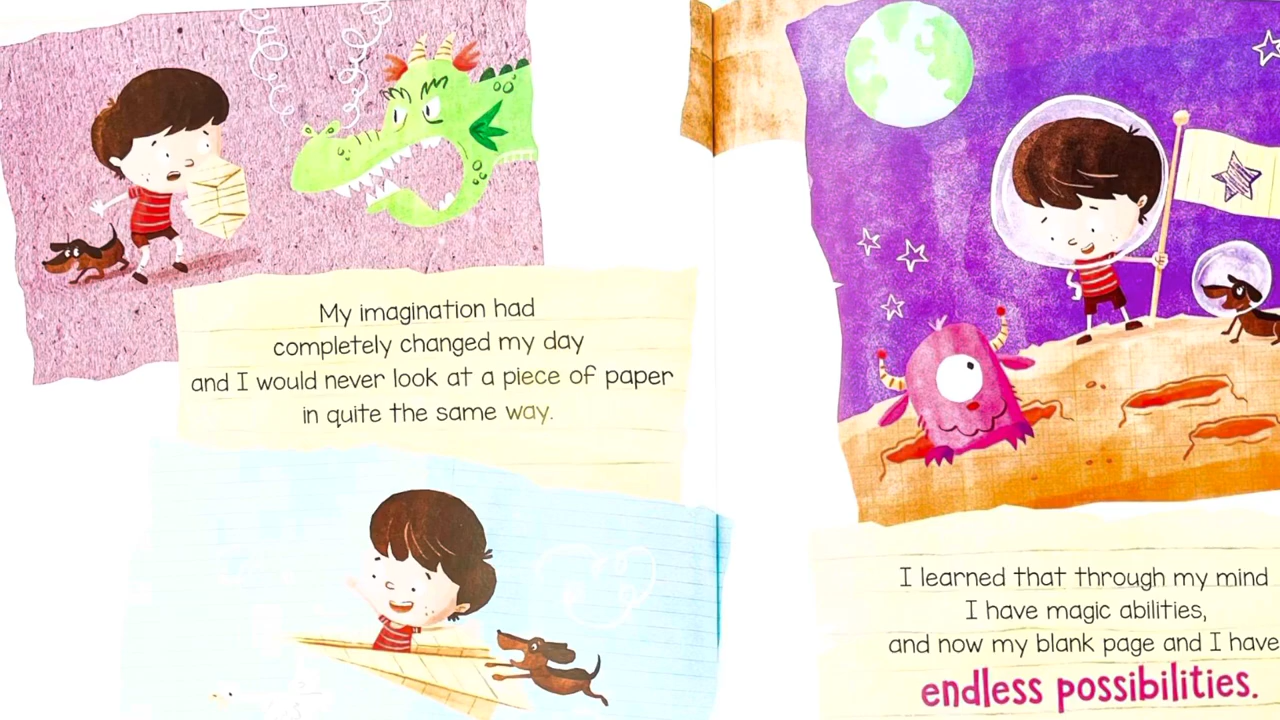 My imagination had
completely changed my day
and I would never look at a piece of paper
in quite the same way.
I learned that through my mind
I have magic abilities,
and now my blank page and I have
endless possibilities.